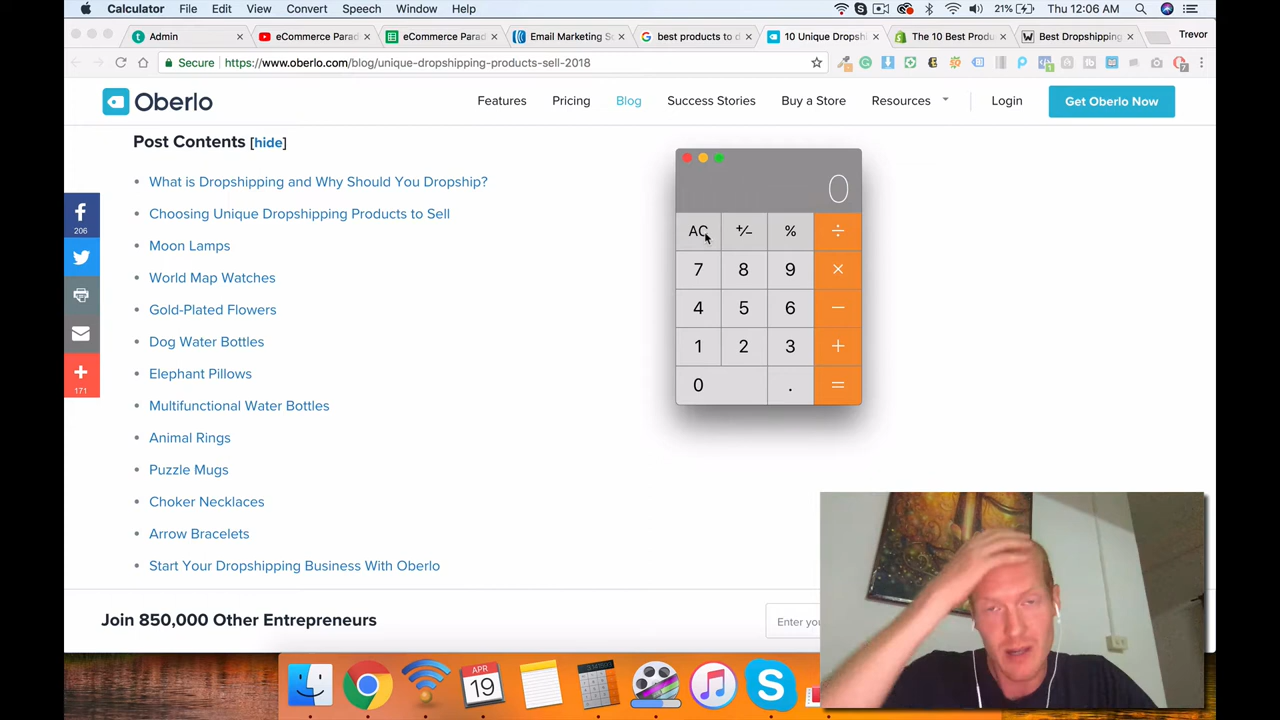 Calculator File Edit View Convert Speech Window Help 21% Thu 12:06 AM
Admin × eCommerce Parad × eCommerce Parad × Email Marketing S × best products to d × 10 Unique Dropsh × The 10 Best Produ × Best Dropshipping × Trevor
Secure https://www.oberlo.com/blog/unique-dropshipping-products-sell-2018
Oberlo Features Pricing Blog Success Stories Buy a Store Resources Login Get Oberlo Now
Post Contents [hide]
What is Dropshipping and Why Should You Dropship?
Choosing Unique Dropshipping Products to Sell
Moon Lamps
World Map Watches
Gold-Plated Flowers
Dog Water Bottles
Elephant Pillows
Multifunctional Water Bottles
Animal Rings
Puzzle Mugs
Choker Necklaces
Arrow Bracelets
Start Your Dropshipping Business With Oberlo
206
171
0
AC +/- % ÷
7 8 9 ×
4 5 6 −
1 2 3 +
0 . =
Join 850,000 Other Entrepreneurs
Enter you
APR
19